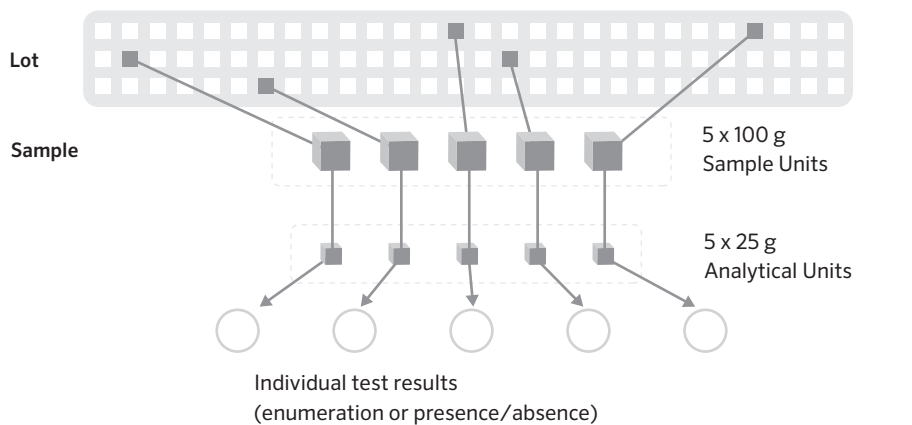 Lot
Sample
5 x 100 g
Sample Units
5 x 25 g
Analytical Units
Individual test results
(enumeration or presence/absence)